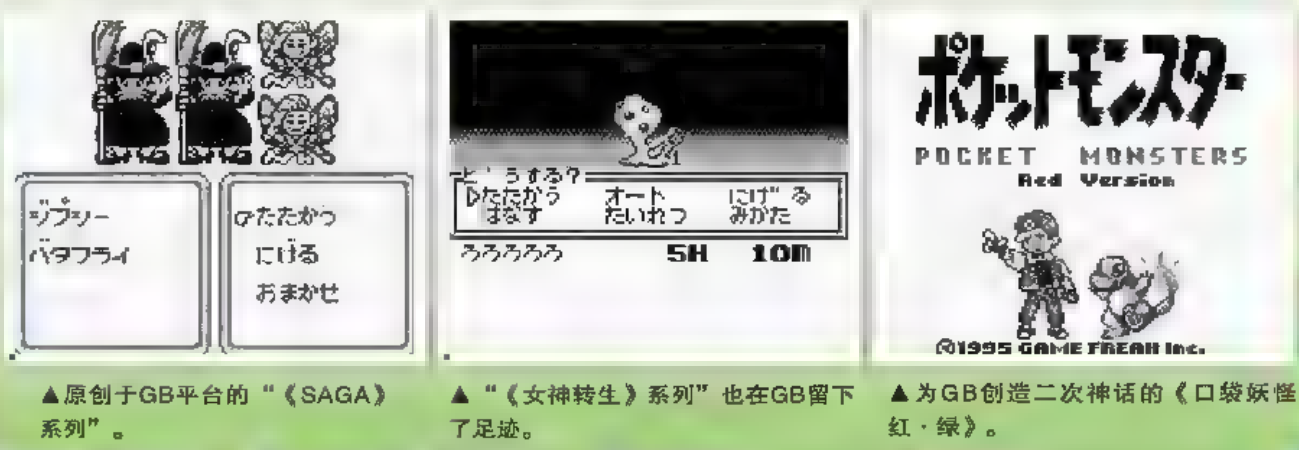 ジプシー
バタフライ
たたかう
にげる
おまかせ
どうする?
たたかう オート にげる
はなす たいれつ みかた
ろろろろろ 5H 10M
ポケットモンスター
POCKET MONSTERS
Red Version
©1995 GAME FREAK inc.
▲原创于GB平台的“《SAGA》
系列”。
▲“《女神转生》系列”也在GB留下
了足迹。
▲为GB创造二次神话的《口袋妖怪
红·绿》。